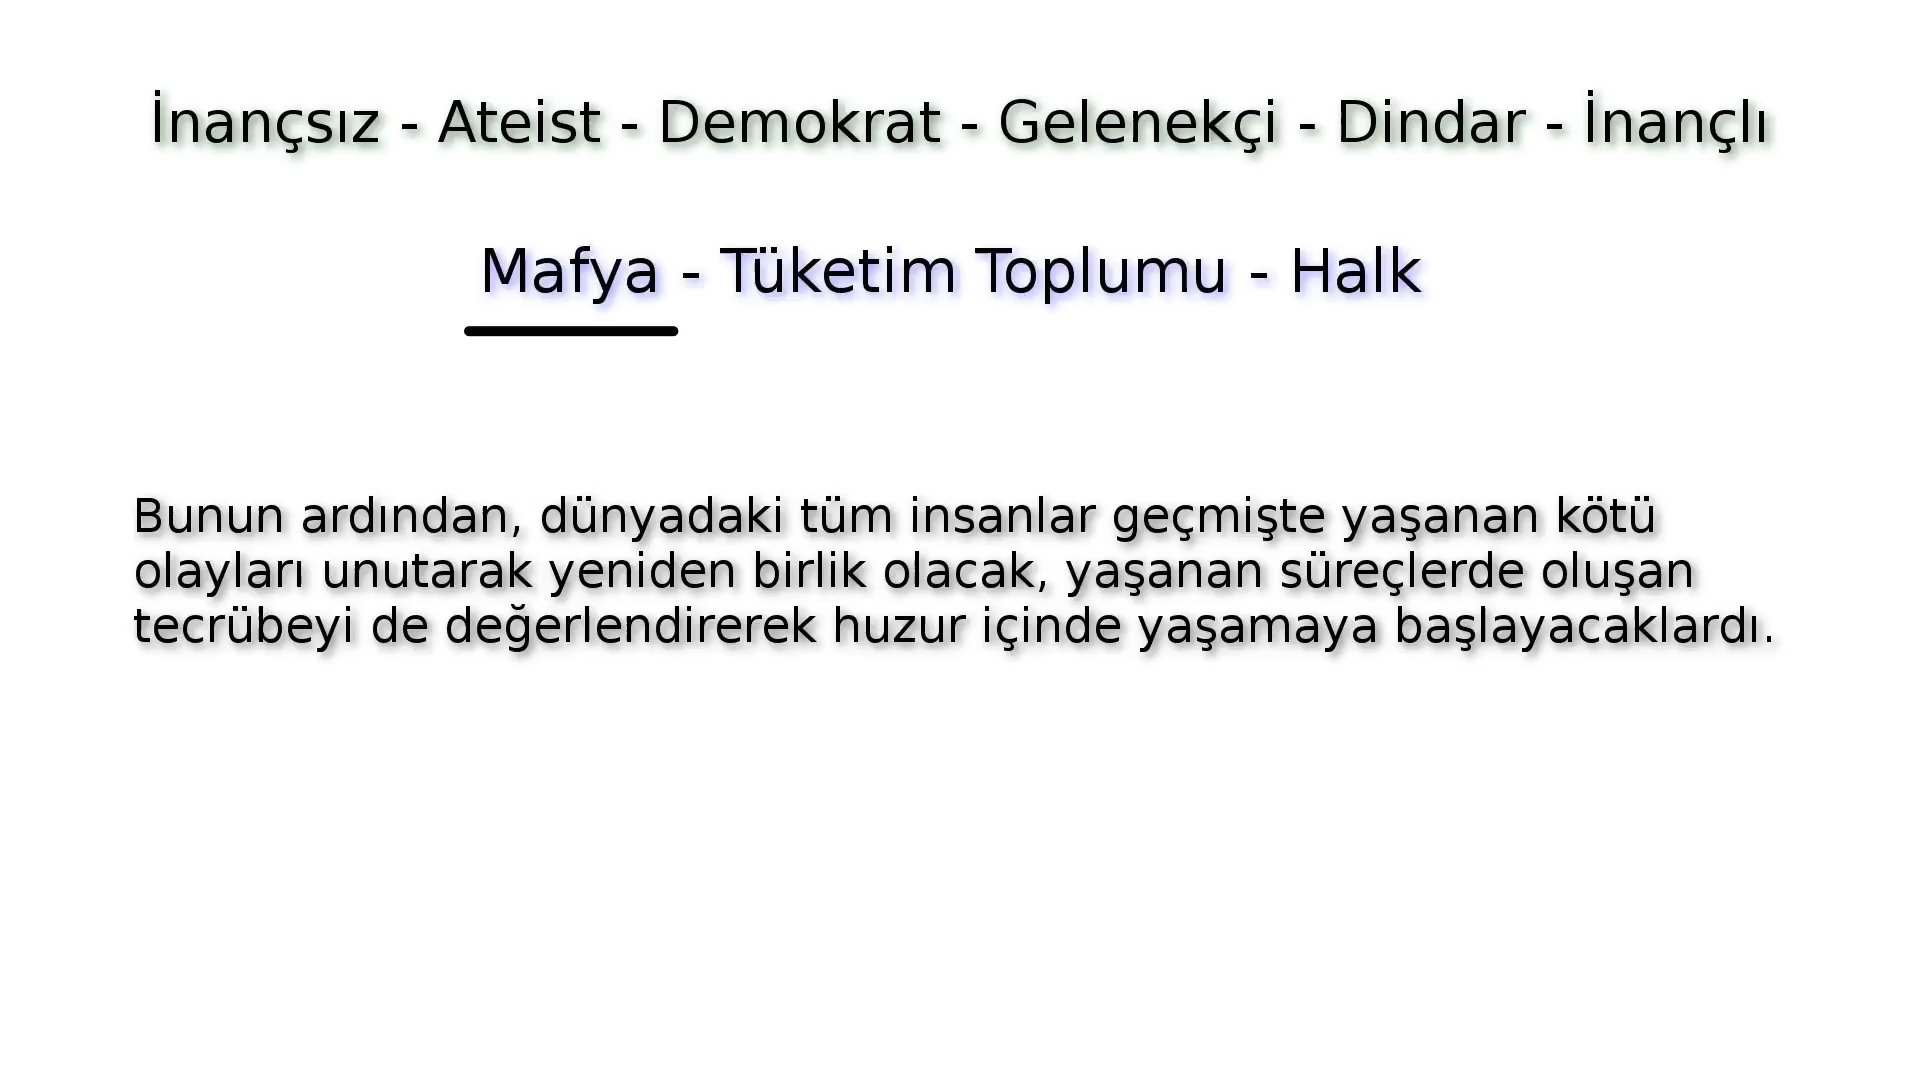 İnançsız - Ateist - Demokrat - Gelenekçi - Dindar - İnançlı
Mafya - Tüketim Toplumu - Halk
Bunun ardından, dünyadaki tüm insanlar geçmişte yaşanan kötü
olayları unutarak yeniden birlik olacak, yaşanan süreçlerde oluşan
tecrübeyi de değerlendirerek huzur içinde yaşamaya başlayacaklardı.